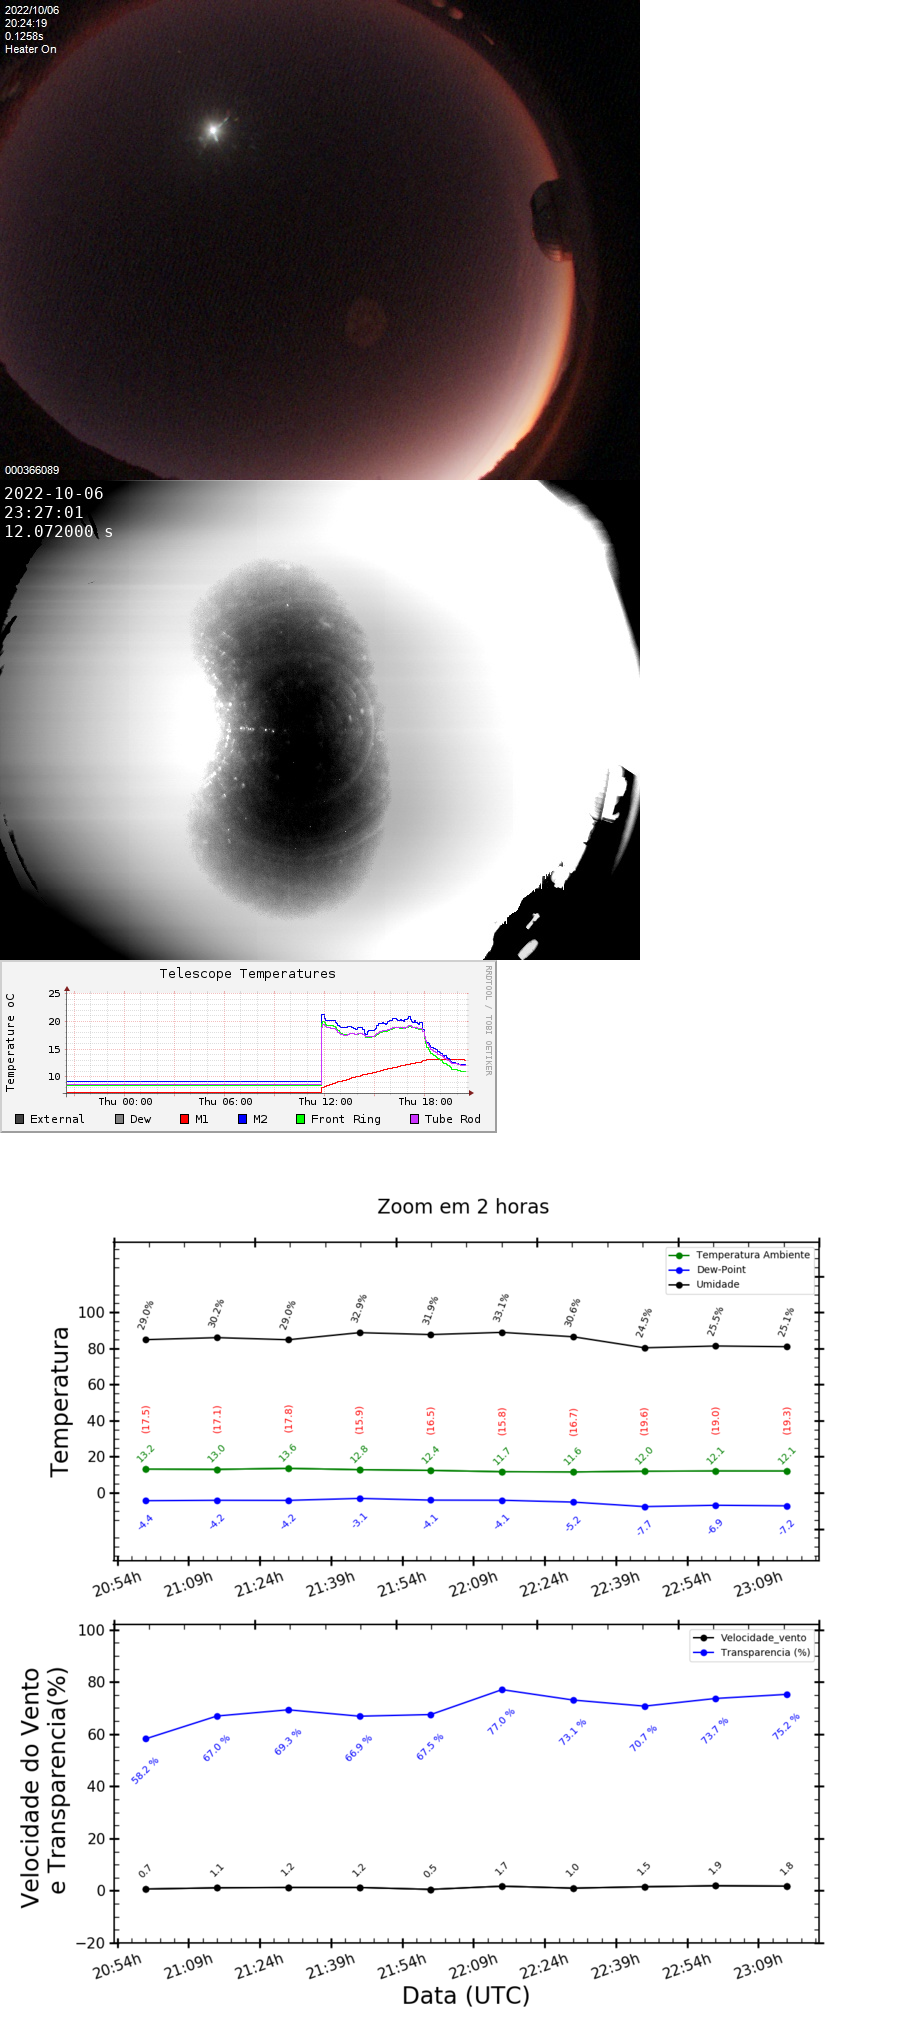 2022/10/06
20:24:19
0.1258s
Heater On
000366089
2022-10-06
23:27:01
12.072000 s
Telescope Temperatures
RRDTOOL / TOBI OETIKER
Temperature oC
25
20
15
10
Thu 00:00 Thu 06:00 Thu 12:00 Thu 18:00
External Dew M1 M2 Front Ring Tube Rod
Zoom em 2 horas
Temperatura Ambiente
Dew-Point
Umidade
Temperatura
100
80
60
40
20
0
29.0% 30.2% 29.0% 32.9% 31.9% 33.1% 30.6% 24.5% 25.5% 25.1%
(17.5) (17.1) (17.8) (15.9) (16.5) (15.8) (16.7) (19.6) (19.0) (19.3)
13.2 13.0 13.6 12.8 12.4 11.7 11.6 12.0 12.1 12.1
-4.4 -4.2 -4.2 -3.1 -4.1 -4.1 -5.2 -7.7 -6.9 -7.2
20:54h 21:09h 21:24h 21:39h 21:54h 22:09h 22:24h 22:39h 22:54h 23:09h
Velocidade_vento
Transparencia (%)
Velocidade do Vento
e Transparencia(%)
100
80
60
40
20
0
−20
58.2 % 67.0 % 69.3 % 66.9 % 67.5 % 77.0 % 73.1 % 70.7 % 73.7 % 75.2 %
0.7 1.1 1.2 1.2 0.5 1.7 1.0 1.5 1.9 1.8
20:54h 21:09h 21:24h 21:39h 21:54h 22:09h 22:24h 22:39h 22:54h 23:09h
Data (UTC)